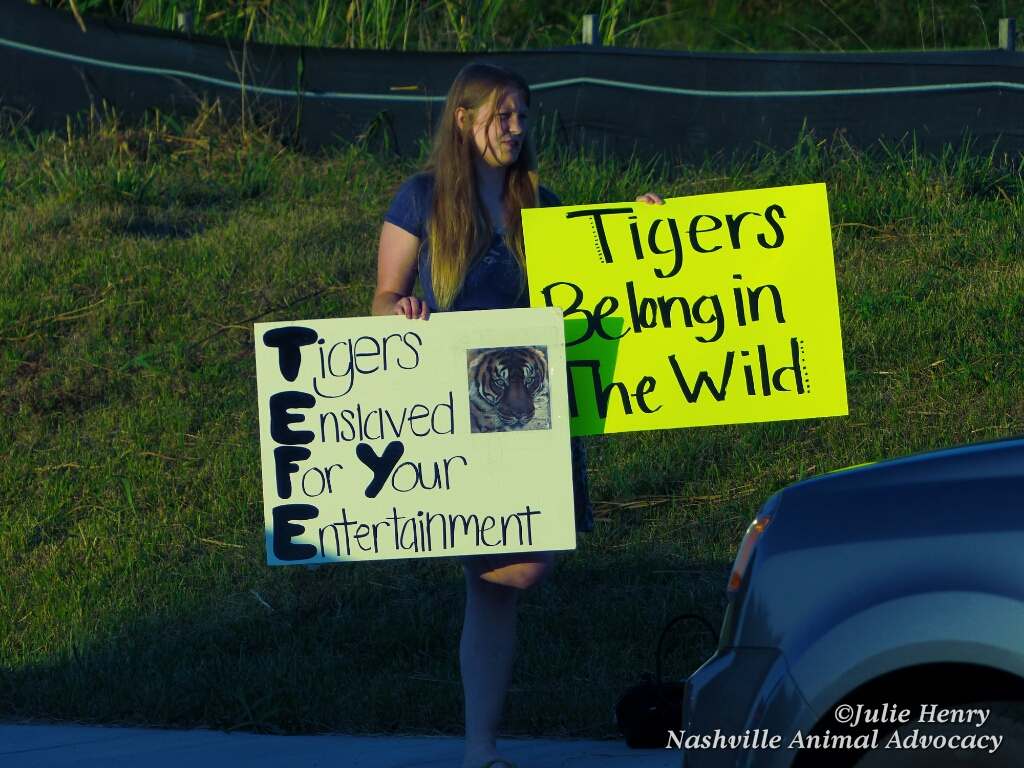 Tigers
Enslaved
For Your
Entertainment
Tigers
Belong in
The Wild
©Julie Henry
Nashville Animal Advocacy